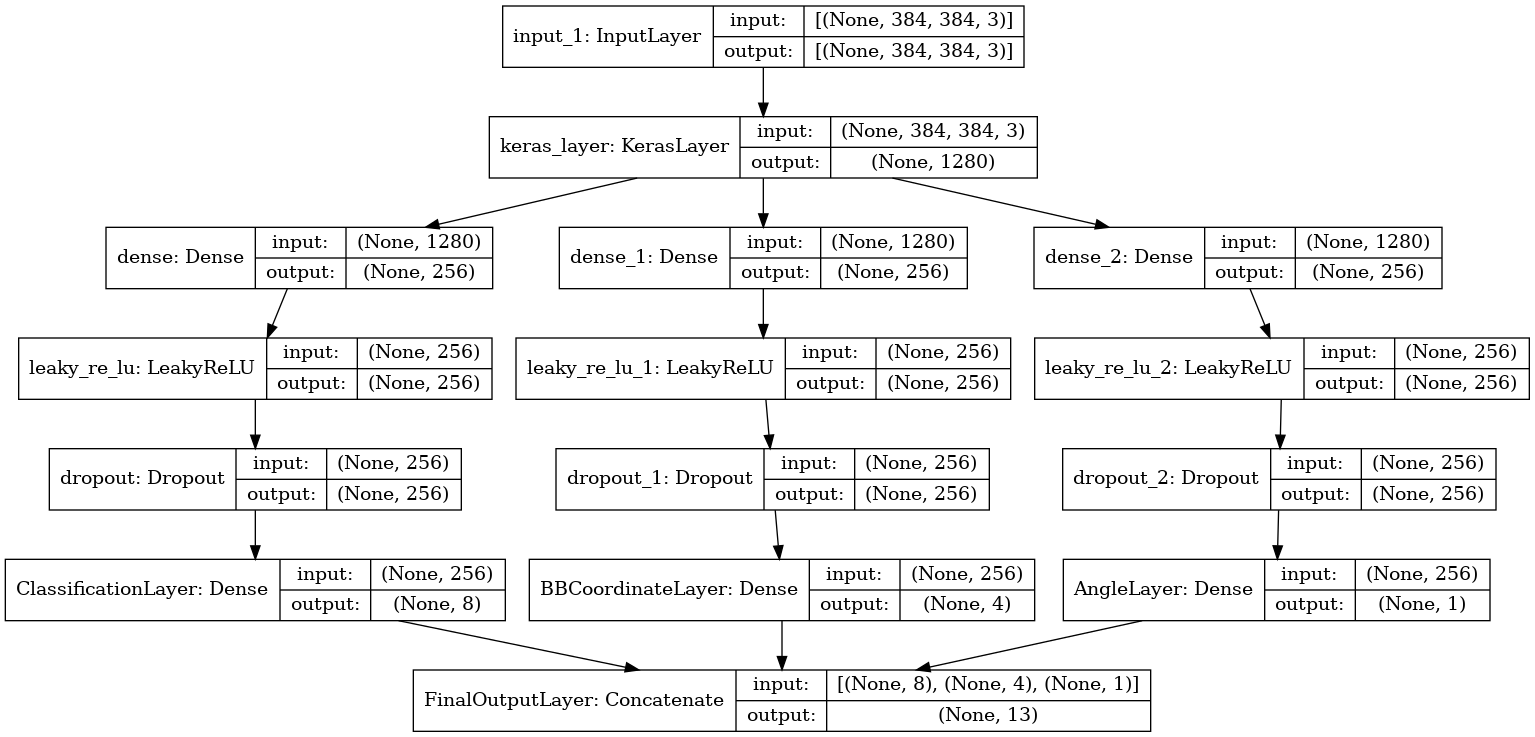 input_1: InputLayer
input:
[(None, 384, 384, 3)]
output:
[(None, 384, 384, 3)]
keras_layer: KerasLayer
input:
(None, 384, 384, 3)
output:
(None, 1280)
dense: Dense
input:
(None, 1280)
output:
(None, 256)
dense_1: Dense
input:
(None, 1280)
output:
(None, 256)
dense_2: Dense
input:
(None, 1280)
output:
(None, 256)
leaky_re_lu: LeakyReLU
input:
(None, 256)
output:
(None, 256)
leaky_re_lu_1: LeakyReLU
input:
(None, 256)
output:
(None, 256)
leaky_re_lu_2: LeakyReLU
input:
(None, 256)
output:
(None, 256)
dropout: Dropout
input:
(None, 256)
output:
(None, 256)
dropout_1: Dropout
input:
(None, 256)
output:
(None, 256)
dropout_2: Dropout
input:
(None, 256)
output:
(None, 256)
ClassificationLayer: Dense
input:
(None, 256)
output:
(None, 8)
BBCoordinateLayer: Dense
input:
(None, 256)
output:
(None, 4)
AngleLayer: Dense
input:
(None, 256)
output:
(None, 1)
FinalOutputLayer: Concatenate
input:
[(None, 8), (None, 4), (None, 1)]
output:
(None, 13)